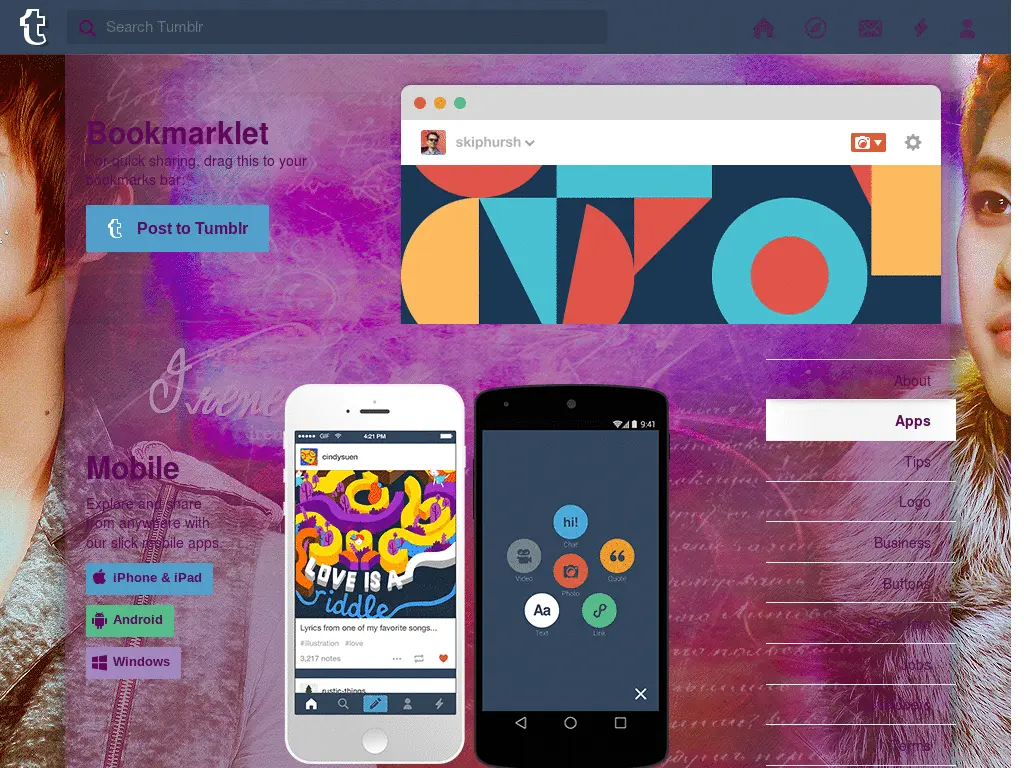 Search Tumblr
Bookmarklet
For quick sharing, drag this to your
bookmarks bar.
t Post to Tumblr
skiphursh
Irene
About
Apps
Tips
Logo
Business
Buttons
Jobs
Terms
Mobile
Explore and share
from anywhere with
our slick mobile apps.
iPhone & iPad
Android
Windows
GIF
4:21 PM
cindysuen
LOVE IS A
riddle
Lyrics from one of my favorite songs...
#illustration #love
3,217 notes
rustic-things
9:41
hi!
Chat
Video
Photo
Quote
Aa
Text
Link